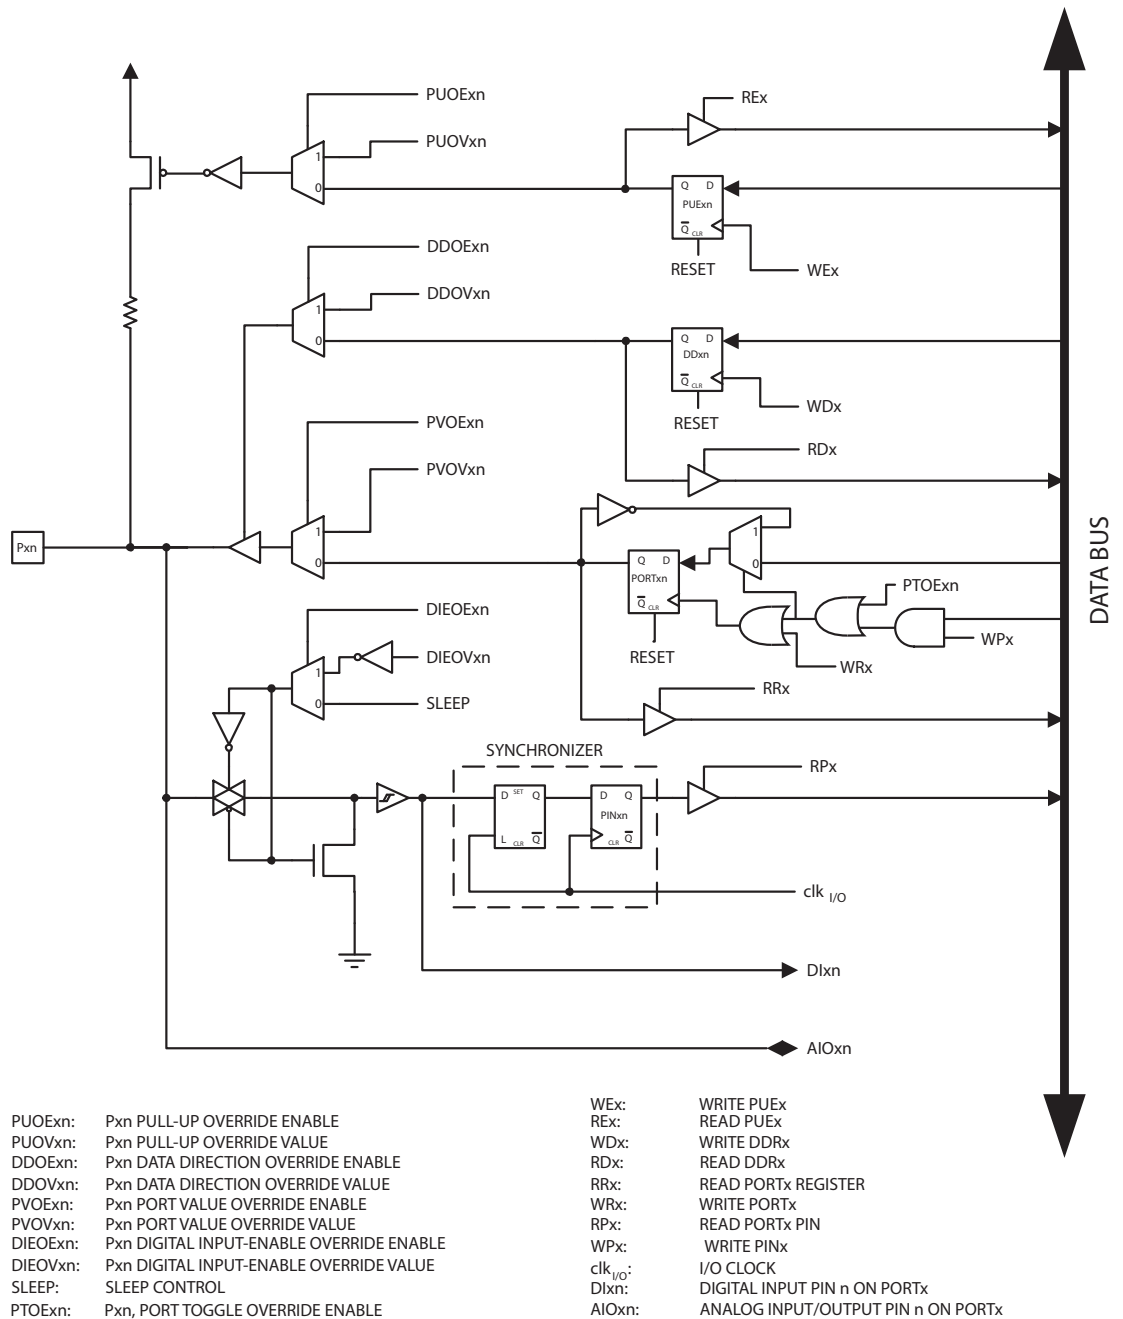 PUOExn
REx
PUOVxn
1
0
Q D
PUExn
Q CLR
RESET
WEx
DDOExn
DDOVxn
1
0
Q D
DDxn
Q CLR
RESET
WDx
PVOExn
RDx
PVOVxn
Pxn
1
0
1
0
Q D
PORTxn
Q CLR
RESET
PTOExn
WPx
WRx
DATA BUS
DIEOExn
DIEOVxn
1
0
SLEEP
RRx
SYNCHRONIZER
RPx
D SET Q
L CLR Q
D Q
PINxn
CLR Q
clk I/O
DIxn
AIOxn
PUOExn: Pxn PULL-UP OVERRIDE ENABLE
PUOVxn: Pxn PULL-UP OVERRIDE VALUE
DDOExn: Pxn DATA DIRECTION OVERRIDE ENABLE
DDOVxn: Pxn DATA DIRECTION OVERRIDE VALUE
PVOExn: Pxn PORT VALUE OVERRIDE ENABLE
PVOVxn: Pxn PORT VALUE OVERRIDE VALUE
DIEOExn: Pxn DIGITAL INPUT-ENABLE OVERRIDE ENABLE
DIEOVxn: Pxn DIGITAL INPUT-ENABLE OVERRIDE VALUE
SLEEP: SLEEP CONTROL
PTOExn: Pxn, PORT TOGGLE OVERRIDE ENABLE
WEx: WRITE PUEx
REx: READ PUEx
WDx: WRITE DDRx
RDx: READ DDRx
RRx: READ PORTx REGISTER
WRx: WRITE PORTx
RPx: READ PORTx PIN
WPx: WRITE PINx
clk I/O: I/O CLOCK
DIxn: DIGITAL INPUT PIN n ON PORTx
AIOxn: ANALOG INPUT/OUTPUT PIN n ON PORTx